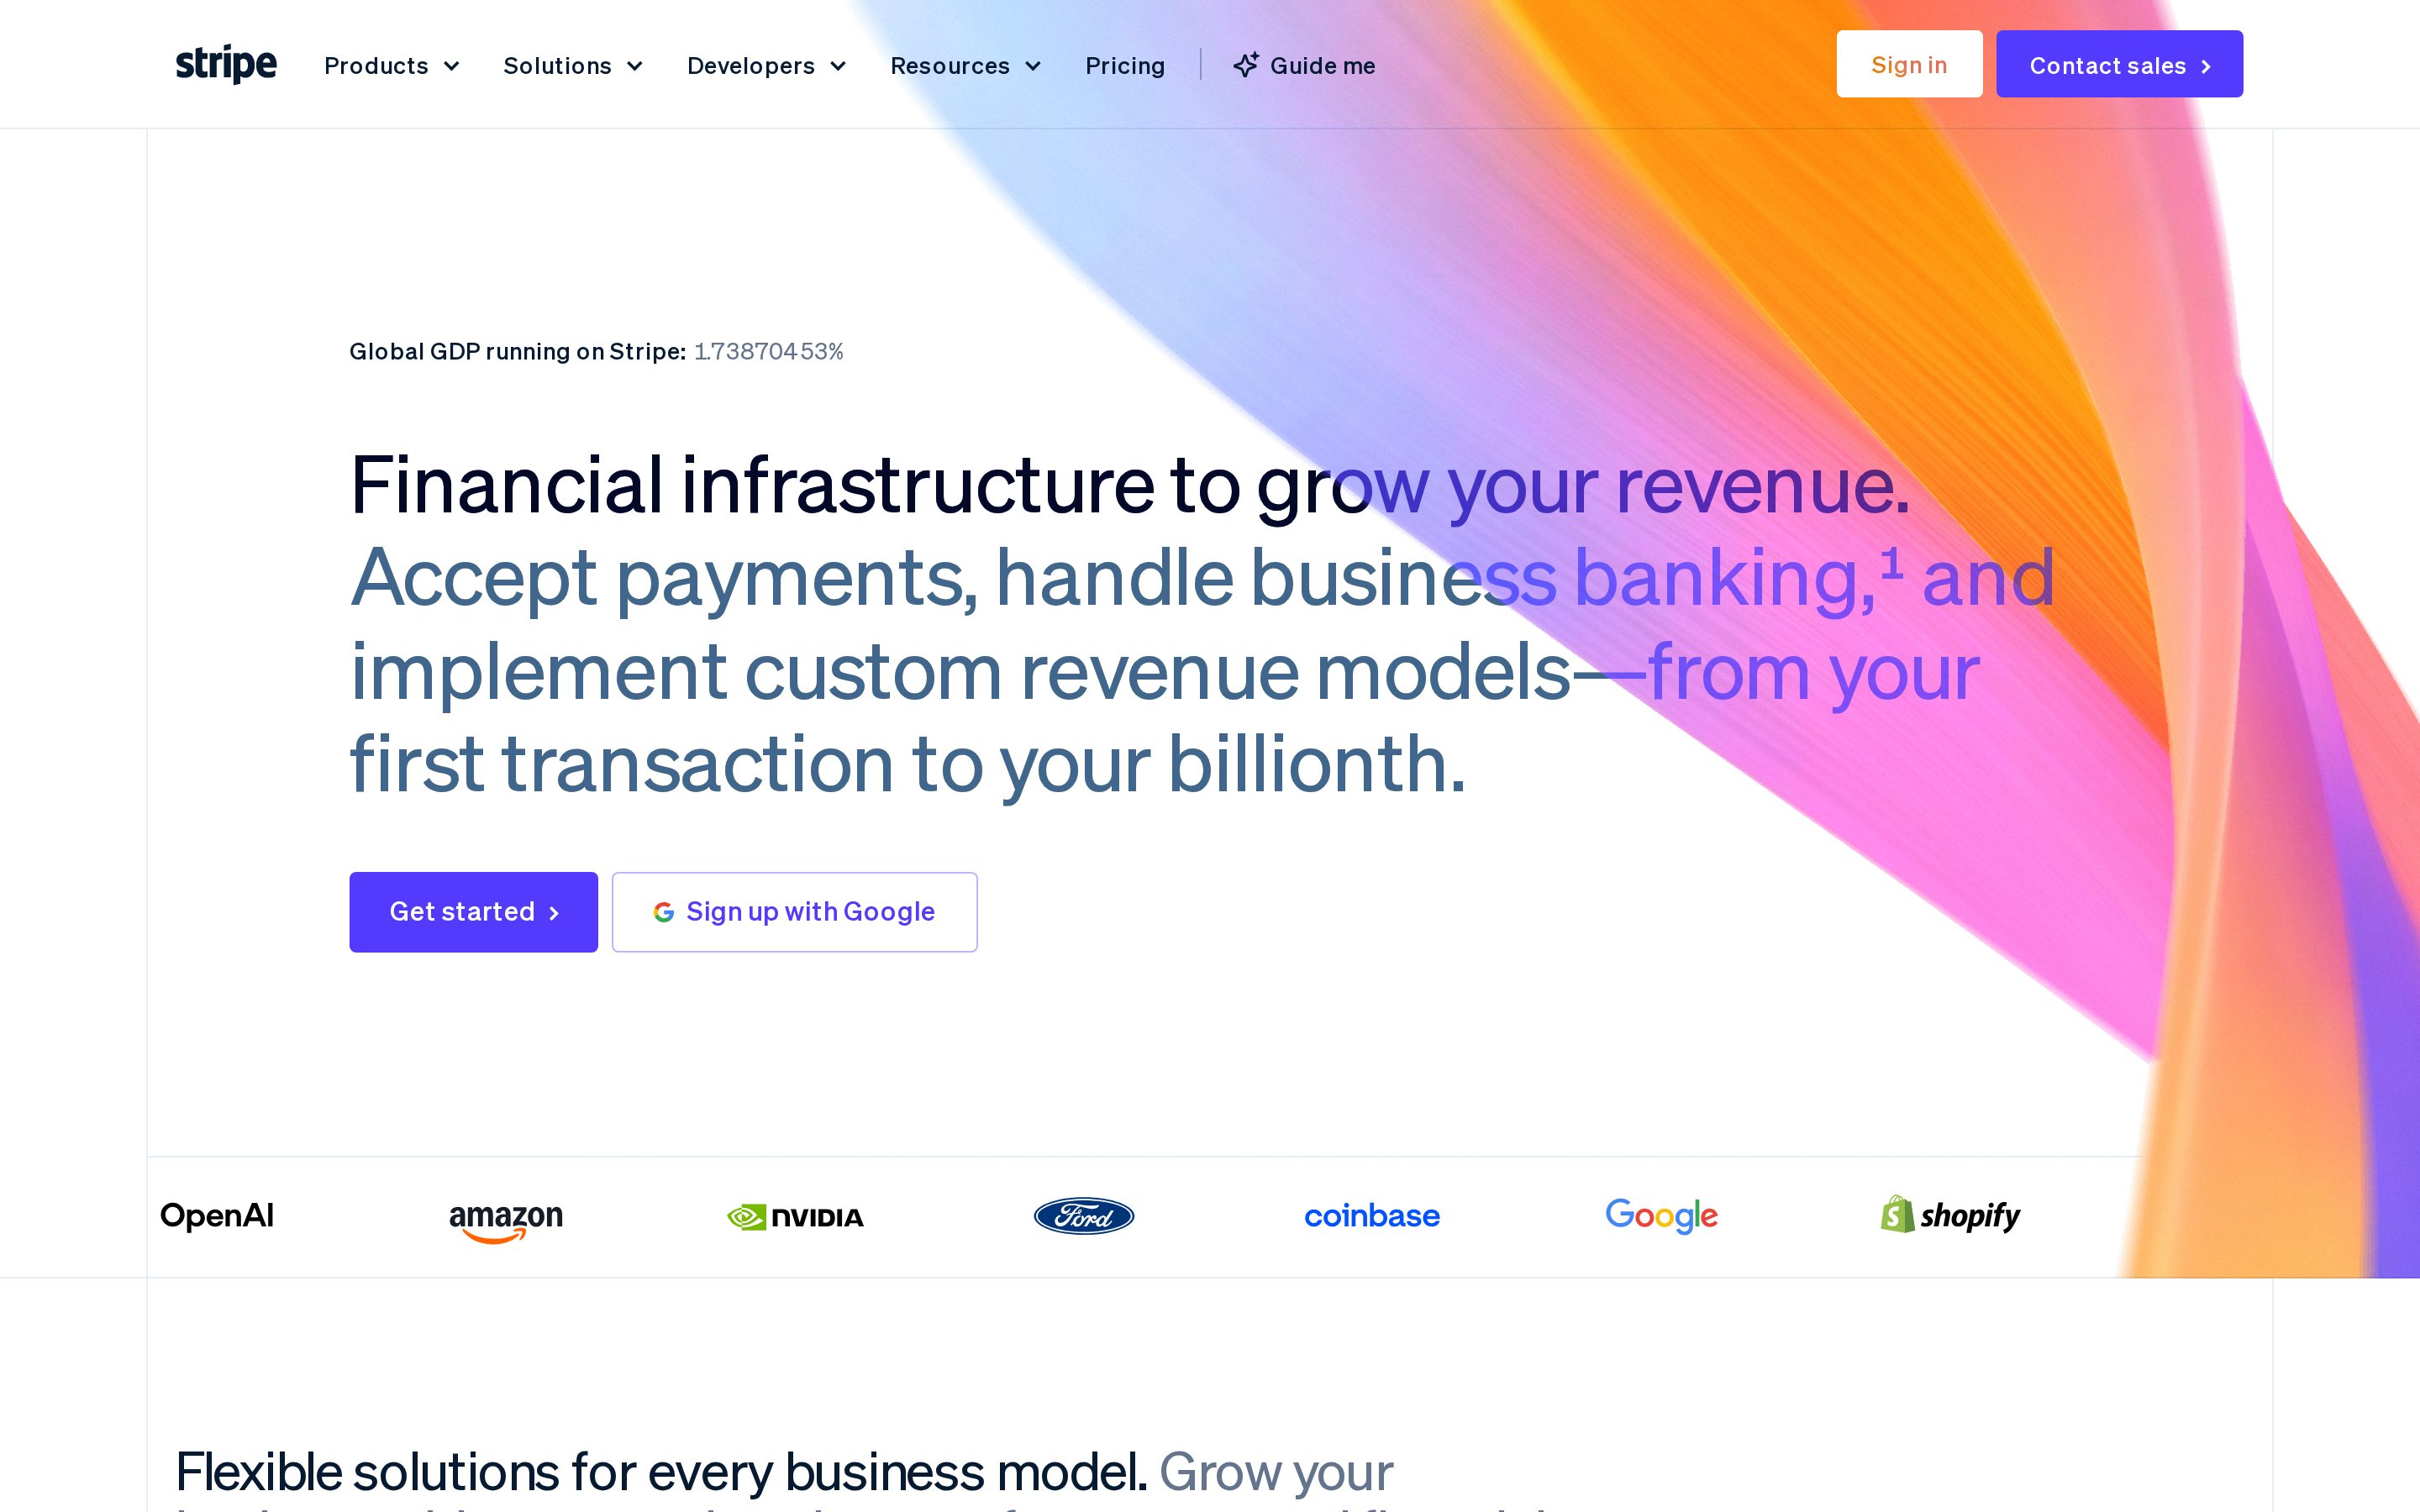 stripe
Products
Solutions
Developers
Resources
Pricing
Guide me
Sign in
Contact sales
Global GDP running on Stripe: 1.73870453%
Financial infrastructure to grow your revenue.
Accept payments, handle business banking,¹ and
implement custom revenue models—from your
first transaction to your billionth.
Get started
Sign up with Google
OpenAI
amazon
NVIDIA
Ford
coinbase
Google
shopify
Flexible solutions for every business model. Grow your